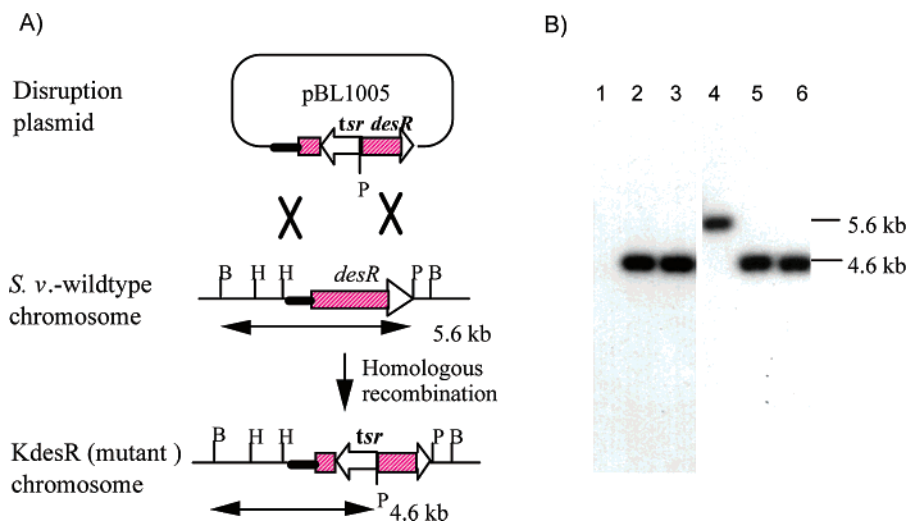 A)
Disruption
plasmid
pBL1005
tsr desR
P
B H H desR P B
S. v.-wildtype
chromosome
5.6 kb
Homologous
recombination
B H H tsr P B
KdesR (mutant )
chromosome
P
4.6 kb
B)
1 2 3 4 5 6
5.6 kb
4.6 kb